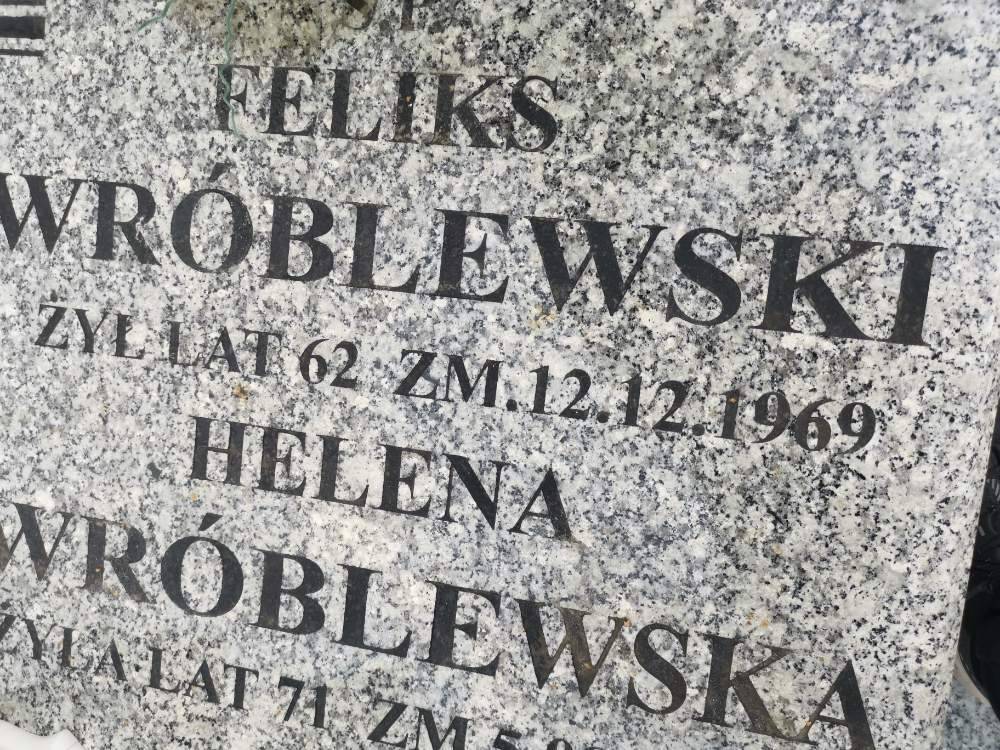 FELIKS
WRÓBLEWSKI
ŻYŁ LAT 62 ZM.12.12.1969
HELENA
WRÓBLEWSKA
ŻYŁA LAT 71 ZM